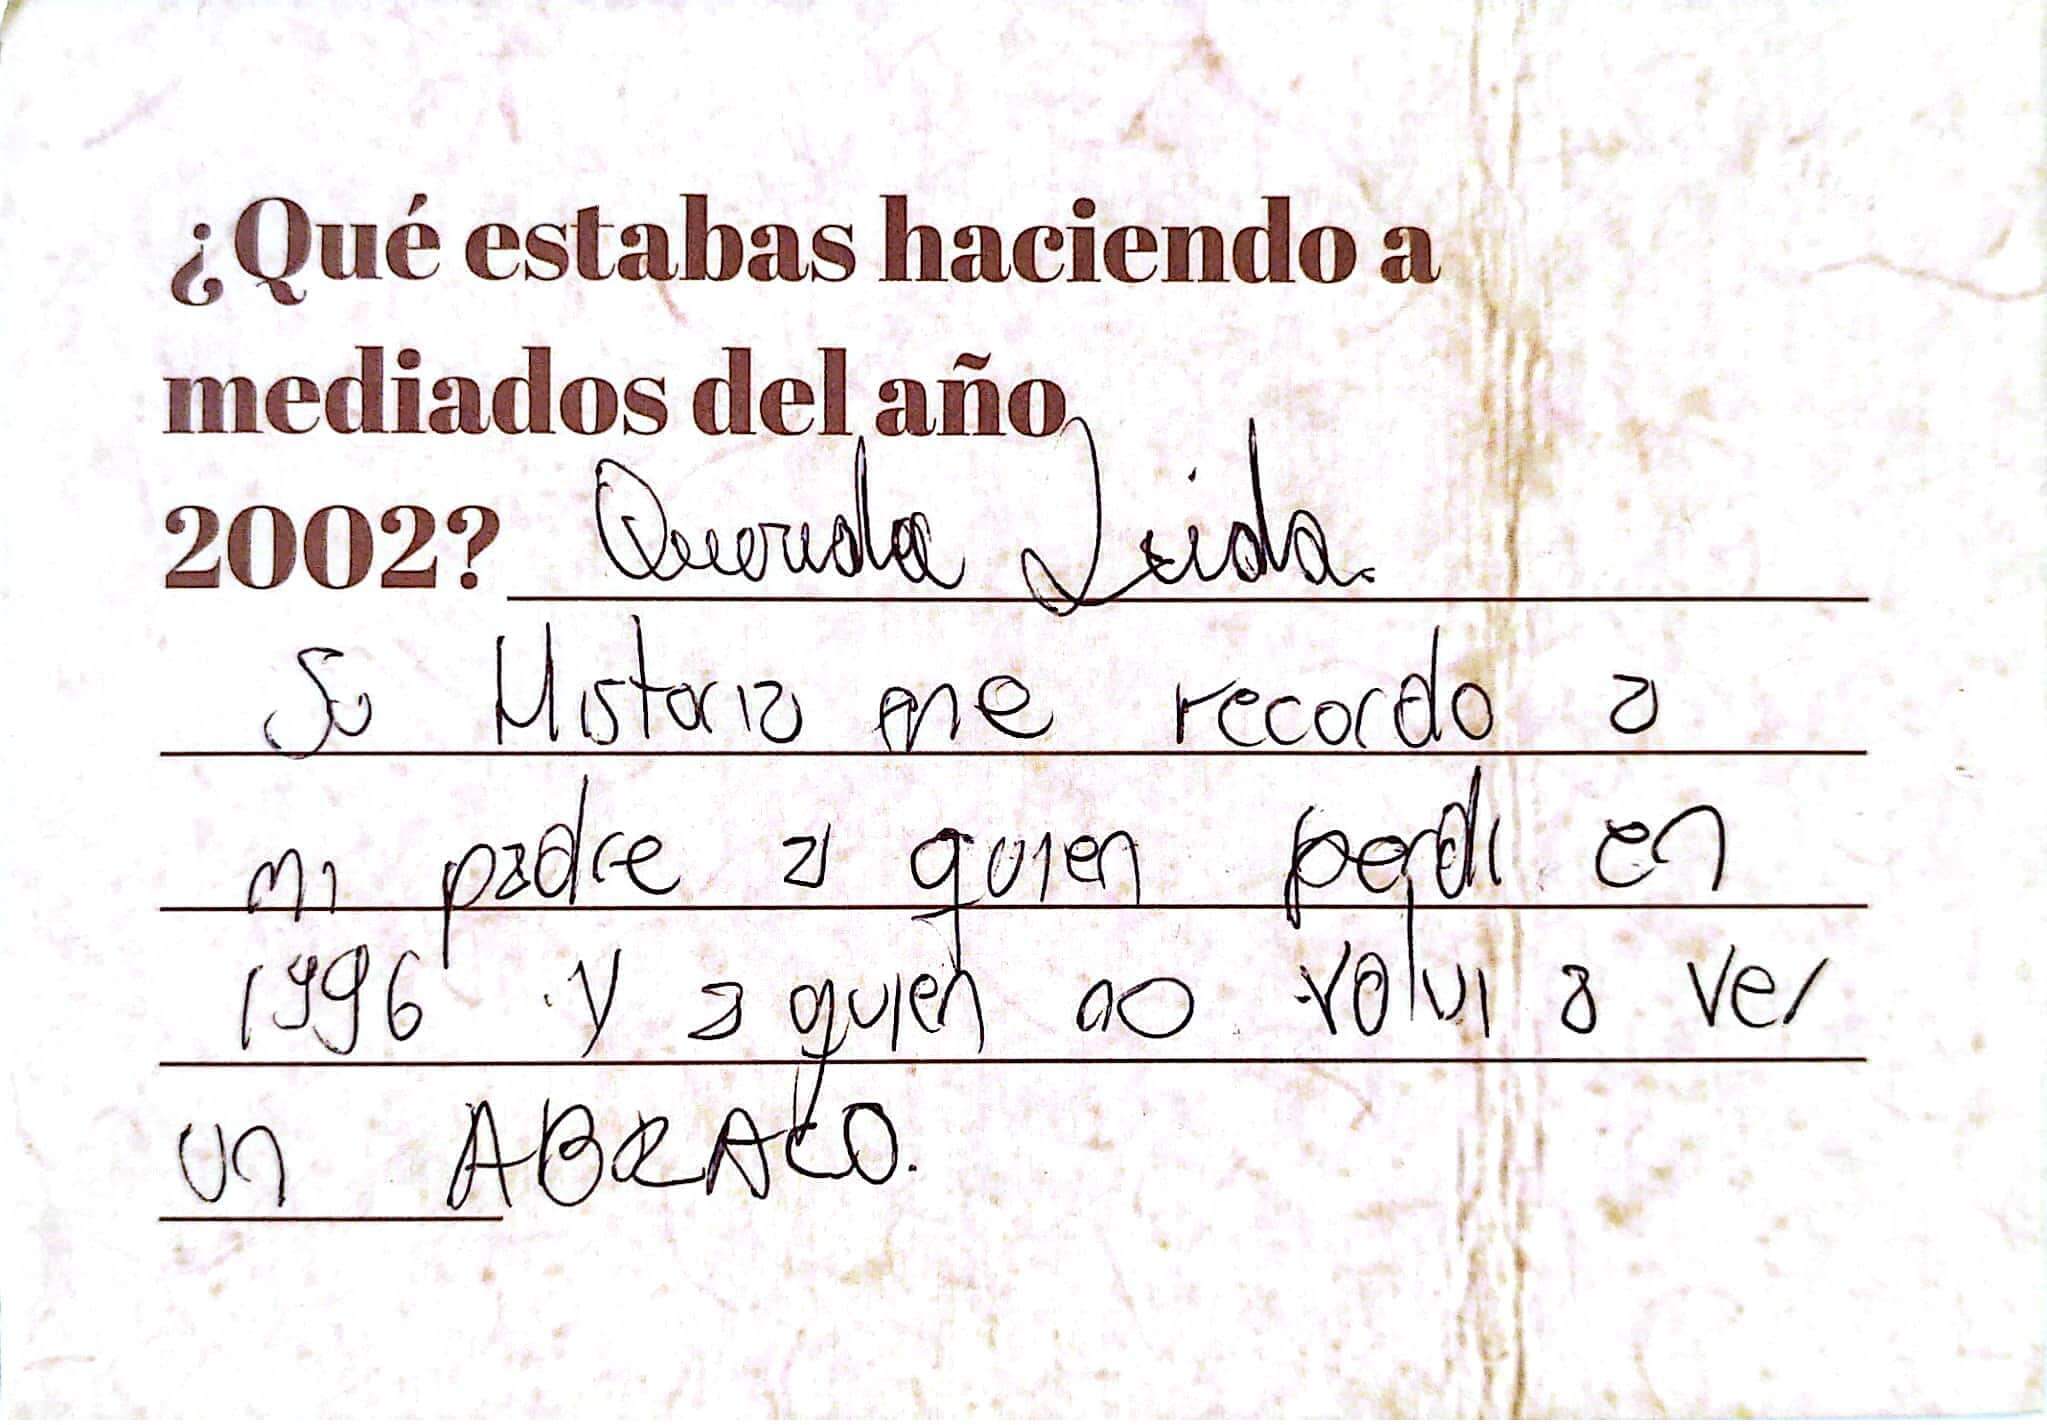 ¿Qué estabas haciendo a
mediados del año
2002? Querida Leida.
Su Historia me recordo a
mi padre a quien perdi en
1996 y a quien no volvi a ver
un ABRAZO.